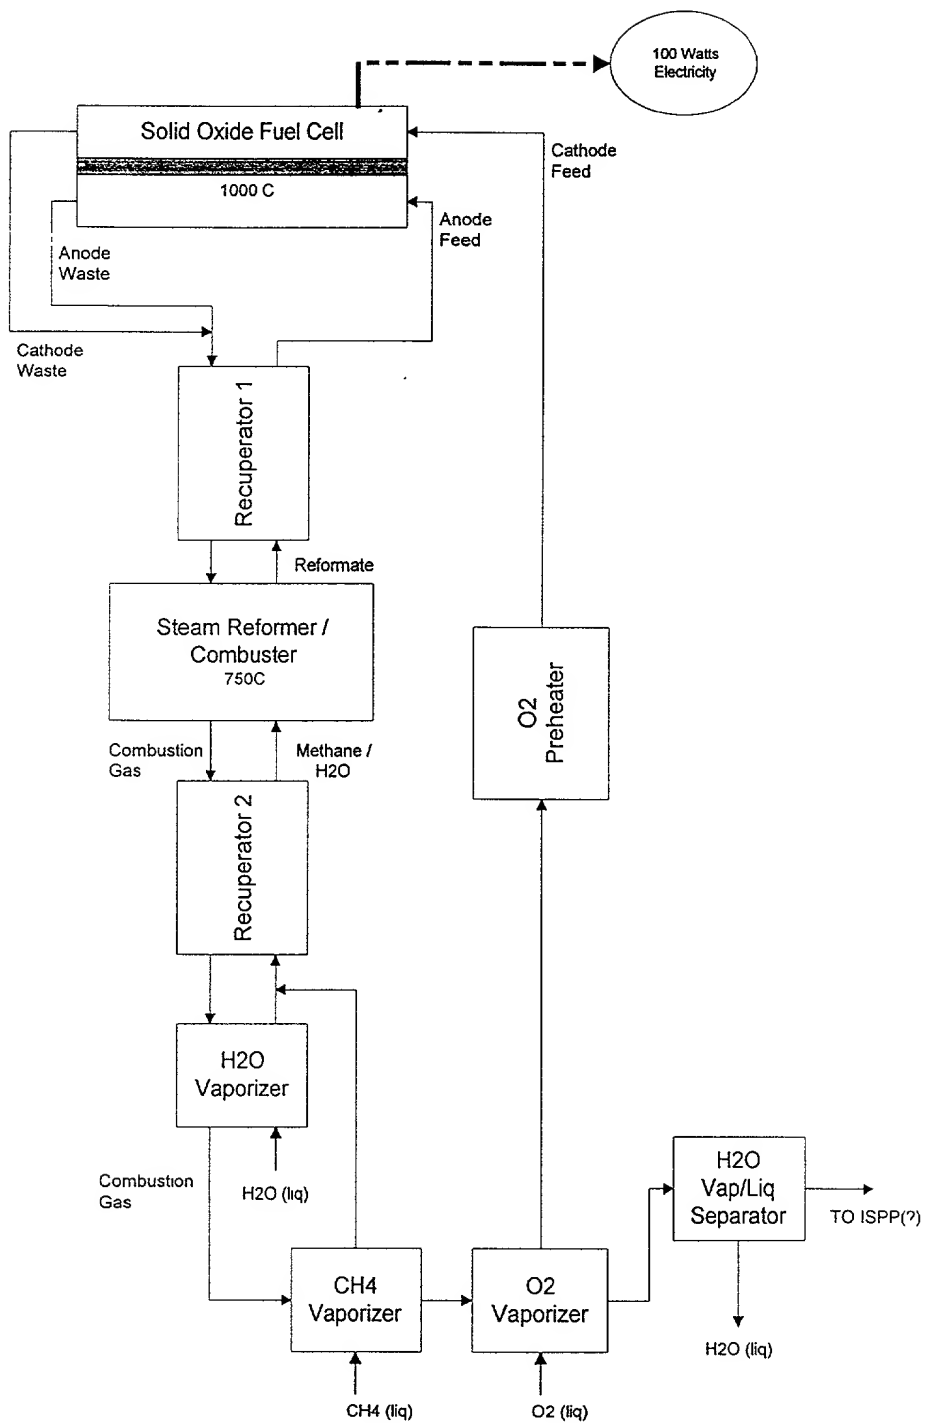 100 Watts
Electricity
Solid Oxide Fuel Cell
1000 C
Cathode
Feed
Anode
Feed
Anode
Waste
Cathode
Waste
Recuperator 1
Reformate
Steam Reformer /
Combuster
750C
O2
Preheater
Combustion
Gas
Methane /
H2O
Recuperator 2
H2O
Vaporizer
Combustion
Gas
H2O (liq)
H2O
Vap/Liq
Separator
TO ISPP(?)
CH4
Vaporizer
O2
Vaporizer
H2O (liq)
CH4 (liq)
O2 (liq)